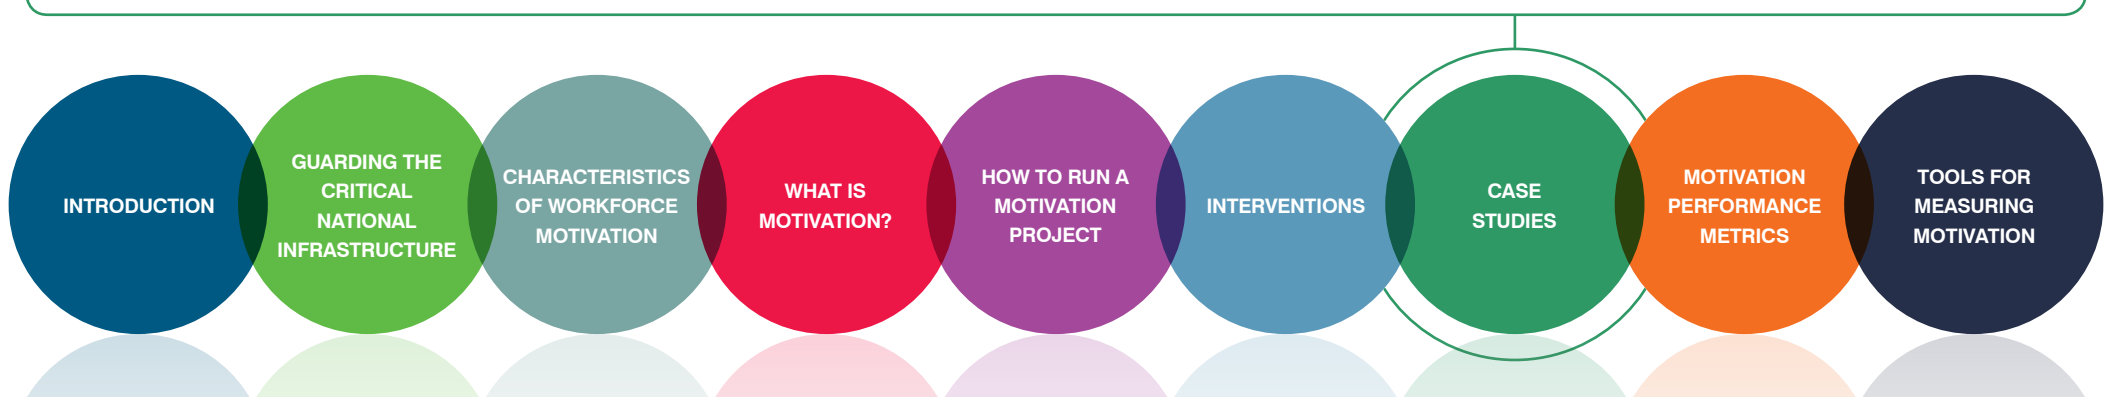 INTRODUCTION
GUARDING THE
CRITICAL
NATIONAL
INFRASTRUCTURE
CHARACTERISTICS
OF WORKFORCE
MOTIVATION
WHAT IS
MOTIVATION?
HOW TO RUN A
MOTIVATION
PROJECT
INTERVENTIONS
CASE
STUDIES
MOTIVATION
PERFORMANCE
METRICS
TOOLS FOR
MEASURING
MOTIVATION